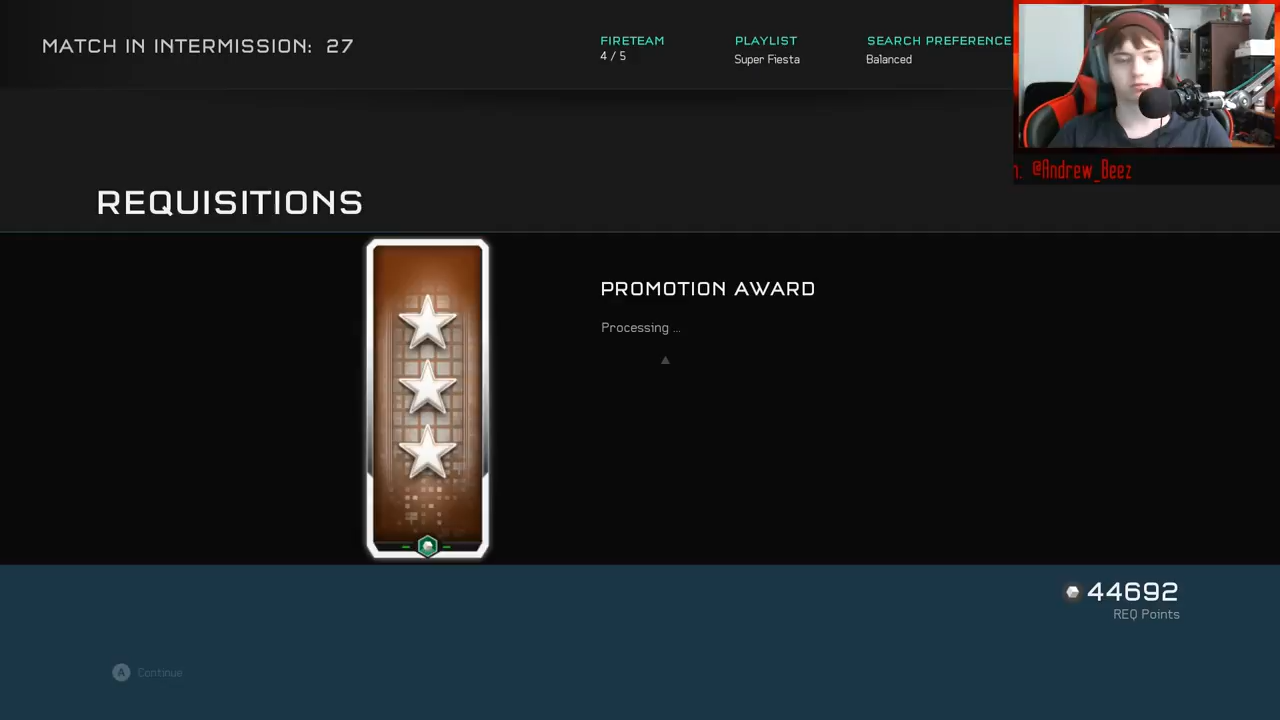 MATCH IN INTERMISSION: 27
FIRETEAM
4 / 5
PLAYLIST
Super Fiesta
SEARCH PREFERENCE
Balanced
@Andrew_Beez
REQUISITIONS
PROMOTION AWARD
Processing ...
44692
REQ Points
A Continue